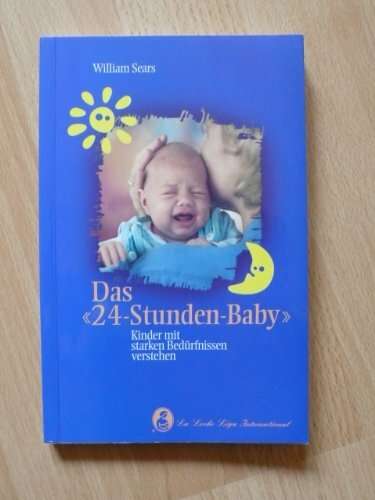 William Sears
Das
«24-Stunden-Baby»
Kinder mit
starken Bedürfnissen
verstehen
La Leche Liga International